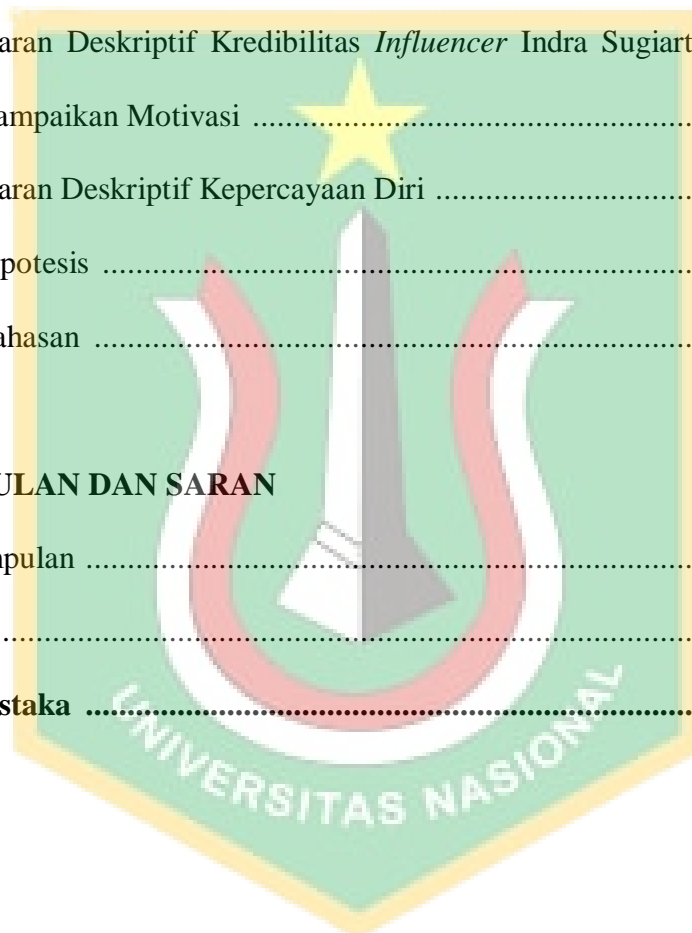 aran Deskriptif Kredibilitas Influencer Indra Sugiart
ampaikan Motivasi ..........................................................
aran Deskriptif Kepercayaan Diri ................................
potesis ...........................................................................
ahasan ...........................................................................
ULAN DAN SARAN
npulan ............................................................................
.......................................................................................
staka ..............................................................................
UNIVERSITAS NASIONAL